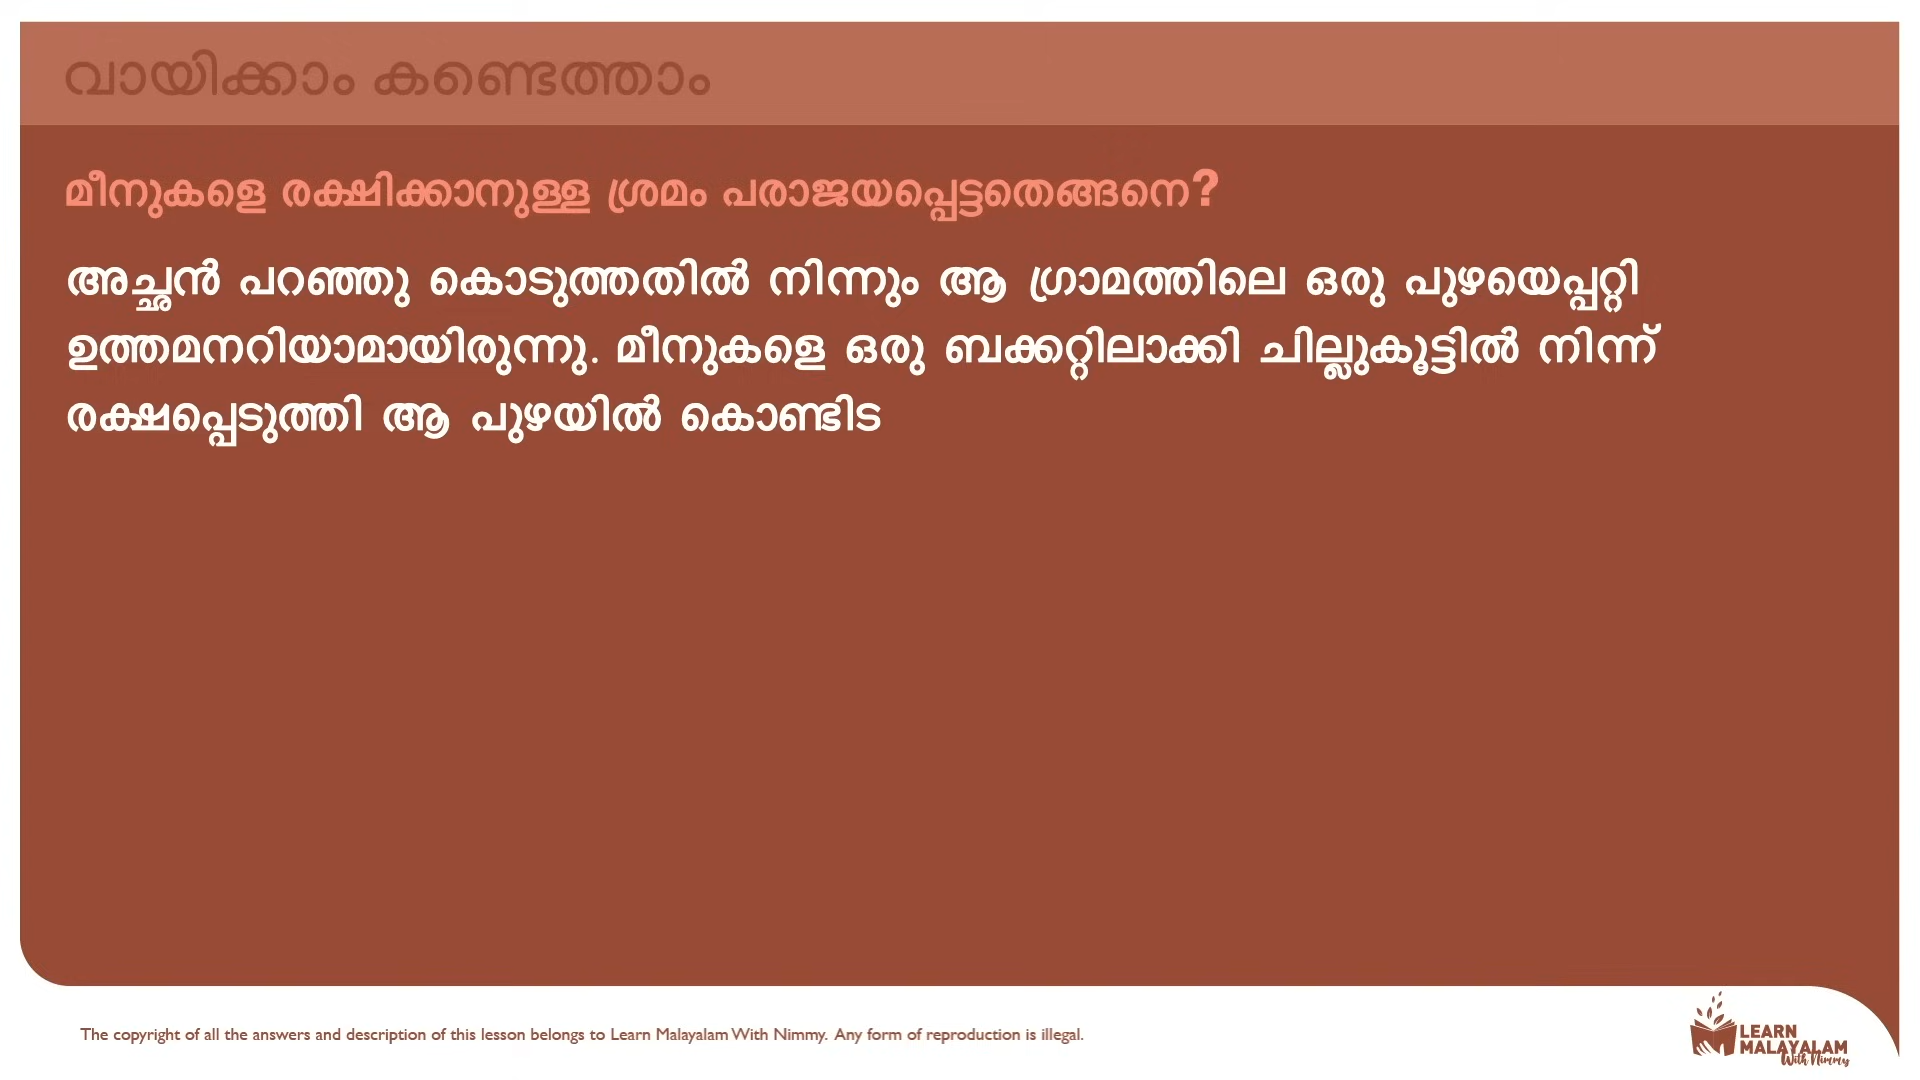 വായിക്കാം കണ്ടെത്താം
മീനുകളെ രക്ഷിക്കാനുള്ള ശ്രമം പരാജയപ്പെട്ടതെങ്ങനെ?
അച്ഛൻ പറഞ്ഞു കൊടുത്തതിൽ നിന്നും ആ ഗ്രാമത്തിലെ ഒരു പുഴയെപ്പറ്റി
ഉത്തമനറിയാമായിരുന്നു. മീനുകളെ ഒരു ബക്കറ്റിലാക്കി ചില്ലുകൂട്ടിൽ നിന്ന്
രക്ഷപ്പെടുത്തി ആ പുഴയിൽ കൊണ്ടിട
The copyright of all the answers and description of this lesson belongs to Learn Malayalam With Nimmy. Any form of reproduction is illegal.
LEARN
MALAYALAM
With Nimmy